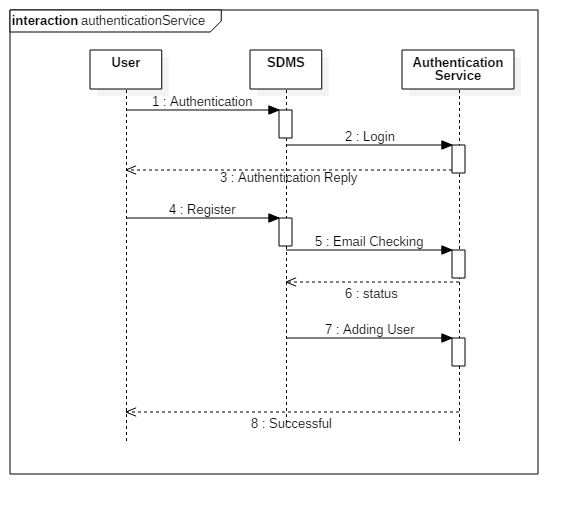 interaction authenticationService
User
SDMS
Authentication
Service
1 : Authentication
2 : Login
3 : Authentication Reply
4 : Register
5 : Email Checking
6 : status
7 : Adding User
8 : Successful